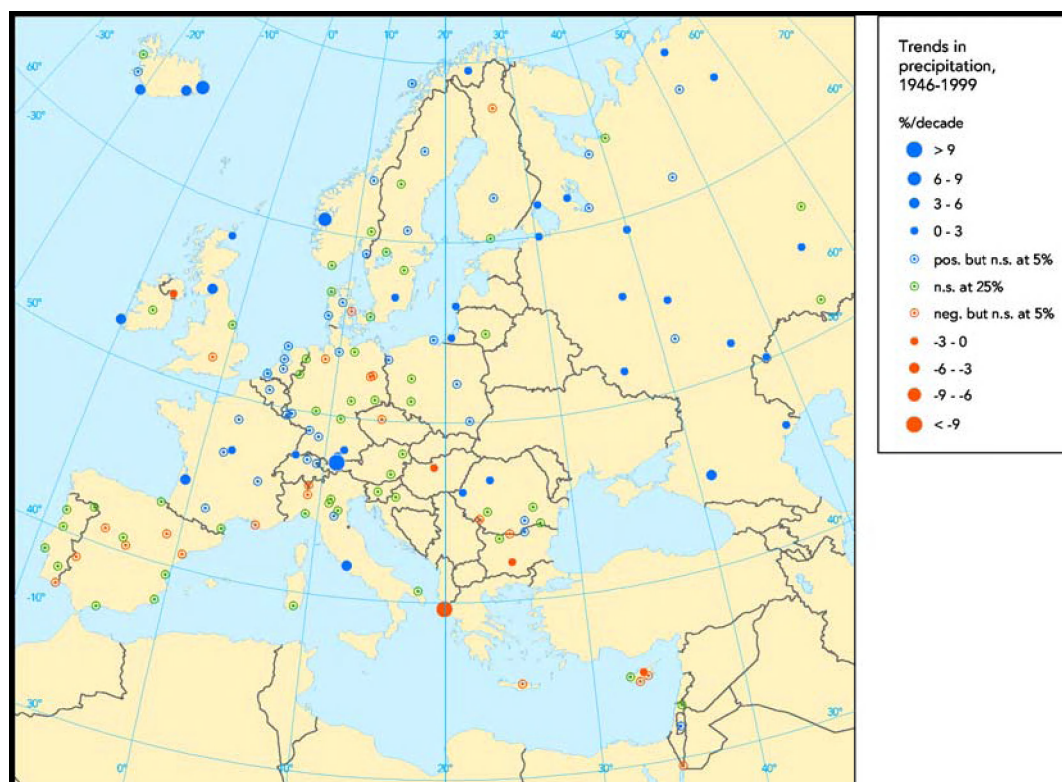 -30° -20° -10° 0° 10° 20° 30° 40° 50° 60° 70°
60°
60°
-30°
50°
50°
40°
40°
-10°
30°
30°
0° 20° 40°
Trends in
precipitation,
1946-1999
%/decade
> 9
6 - 9
3 - 6
0 - 3
pos. but n.s. at 5%
n.s. at 25%
neg. but n.s. at 5%
-3 - 0
-6 - -3
-9 - -6
< -9